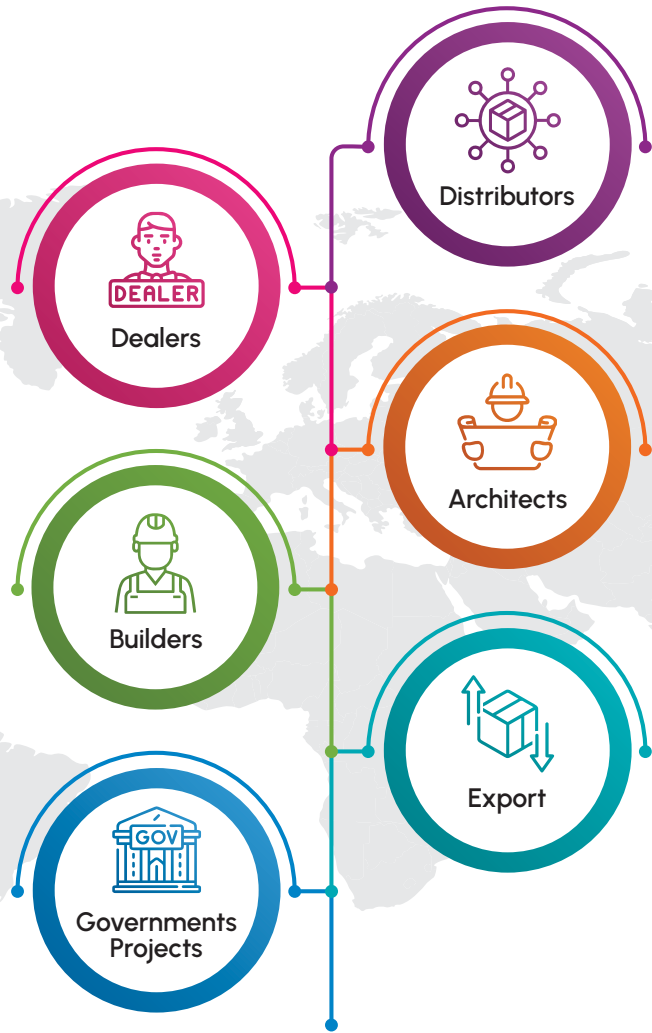 Distributors
DEALER
Dealers
Architects
Builders
Export
GOV
Governments
Projects